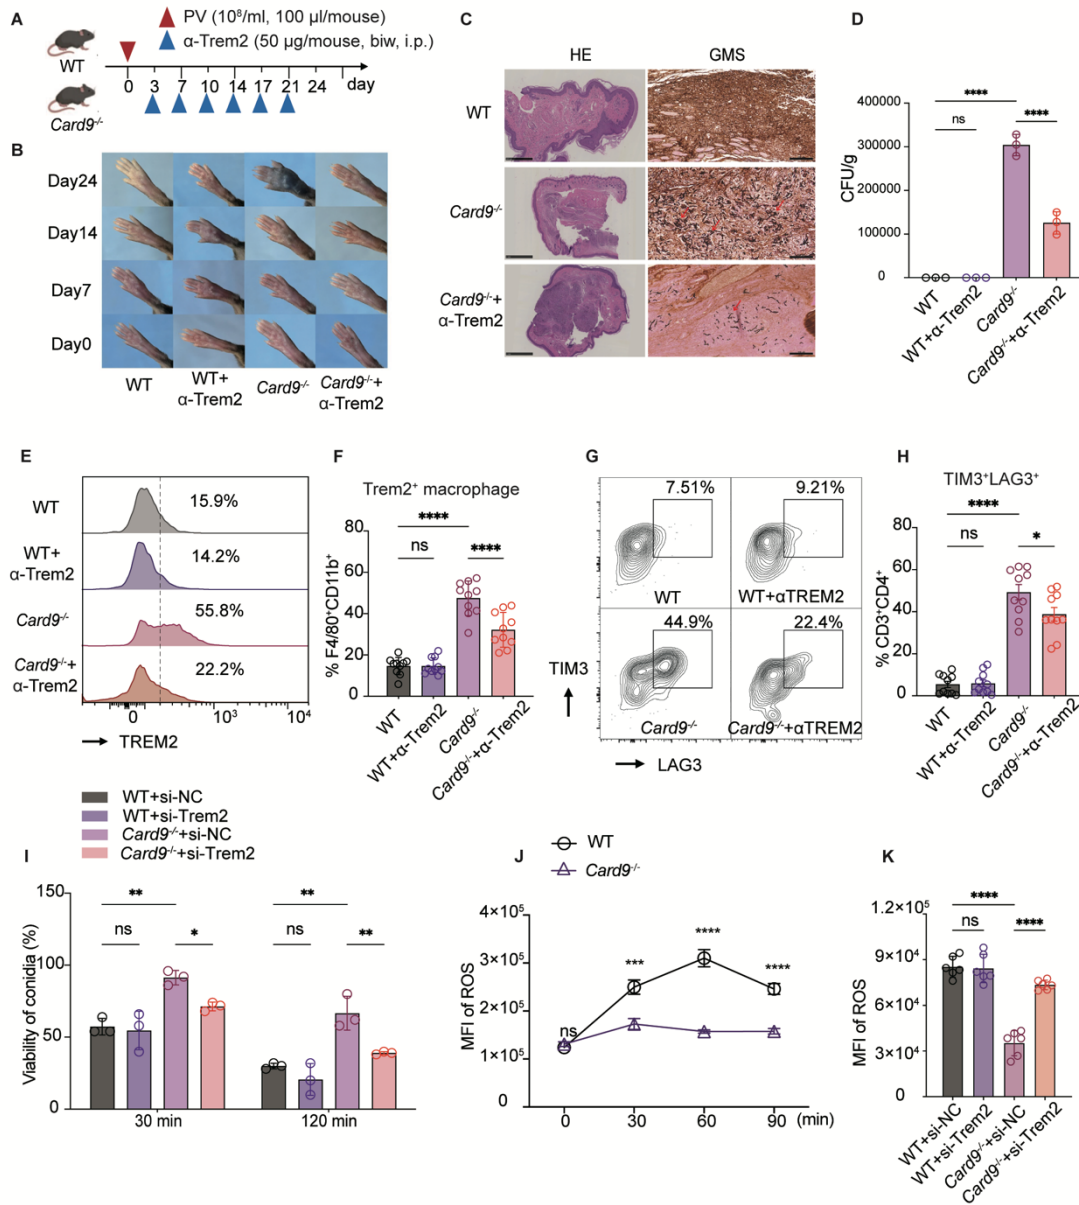 A
PV (10⁸/ml, 100 µl/mouse)
α-Trem2 (50 µg/mouse, biw, i.p.)
WT
Card9⁻/⁻
0 3 7 10 14 17 21 24 day
B
Day24
Day14
Day7
Day0
WT
WT+
α-Trem2
Card9⁻/⁻
Card9⁻/⁻+
α-Trem2
C
HE GMS
WT
Card9⁻/⁻
Card9⁻/⁻+
α-Trem2
D
CFU/g
400000
300000
200000
100000
0
**** ns ****
WT
WT+α-Trem2
Card9⁻/⁻
Card9⁻/⁻+α-Trem2
E
WT 15.9%
WT+
α-Trem2
14.2%
Card9⁻/⁻ 55.8%
Card9⁻/⁻+
α-Trem2
22.2%
0 10³ 10⁴
TREM2
F
Trem2⁺ macrophage
% F4/80⁺CD11b⁺
80
60
40
20
0
**** ns ****
WT
WT+α-Trem2
Card9⁻/⁻
Card9⁻/⁻+α-Trem2
G
7.51% 9.21%
WT WT+αTREM2
44.9% 22.4%
Card9⁻/⁻ Card9⁻/⁻+αTREM2
TIM3
LAG3
H
TIM3⁺LAG3⁺
% CD3⁺CD4⁺
80
60
40
20
0
**** ns *
WT
WT+α-Trem2
Card9⁻/⁻
Card9⁻/⁻+α-Trem2
WT+si-NC
WT+si-Trem2
Card9⁻/⁻+si-NC
Card9⁻/⁻+si-Trem2
I
Viability of conidia (%)
150
100
50
0
** ns *
** ns **
30 min 120 min
J
WT
Card9⁻/⁻
MFI of ROS
4×10⁵
3×10⁵
2×10⁵
1×10⁵
0
ns *** **** ****
0 30 60 90 (min)
K
MFI of ROS
1.2×10⁵
9×10⁴
6×10⁴
3×10⁴
0
**** ns ****
WT+si-NC
WT+si-Trem2
Card9⁻/⁻+si-NC
Card9⁻/⁻+si-Trem2